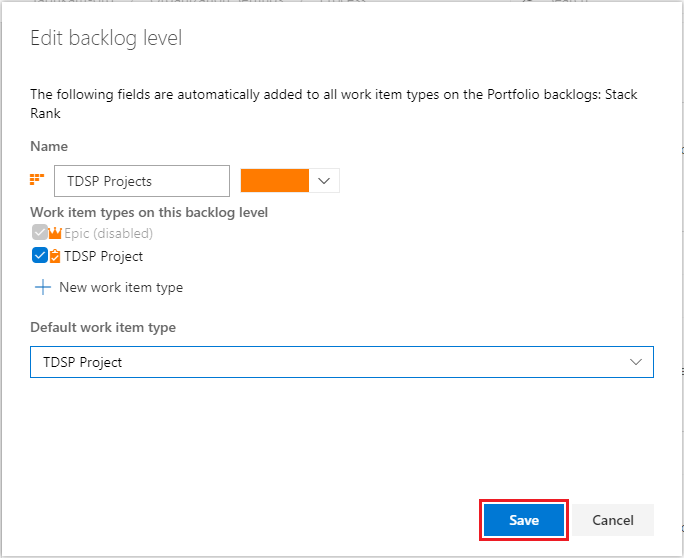 Edit backlog level
The following fields are automatically added to all work item types on the Portfolio backlogs: Stack
Rank
Name
TDSP Projects
Work item types on this backlog level
Epic (disabled)
TDSP Project
New work item type
Default work item type
TDSP Project
Save
Cancel